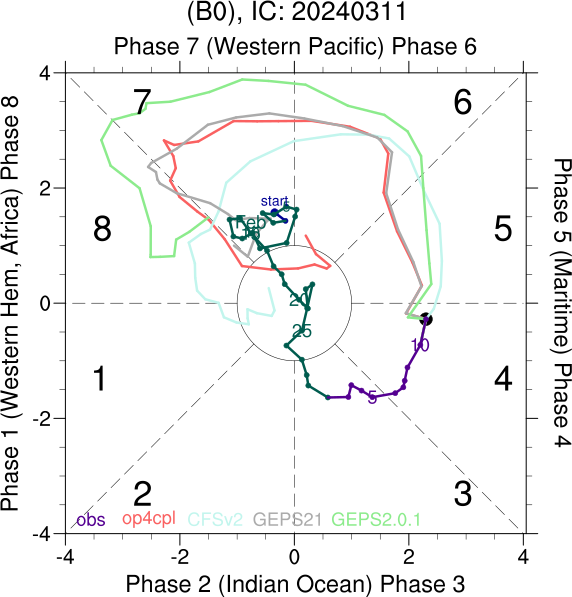 (B0), IC: 20240311
Phase 7 (Western Pacific) Phase 6
4
7
6
Phase 1 (Western Hem, Africa) Phase 8
Phase 5 (Maritime) Phase 4
2
start
5
Feb
8
5
0
20
25
10
1
4
5
-2
2
3
obs op4cpl CFSv2 GEPS21 GEPS2.0.1
-4
-4 -2 0 2 4
Phase 2 (Indian Ocean) Phase 3